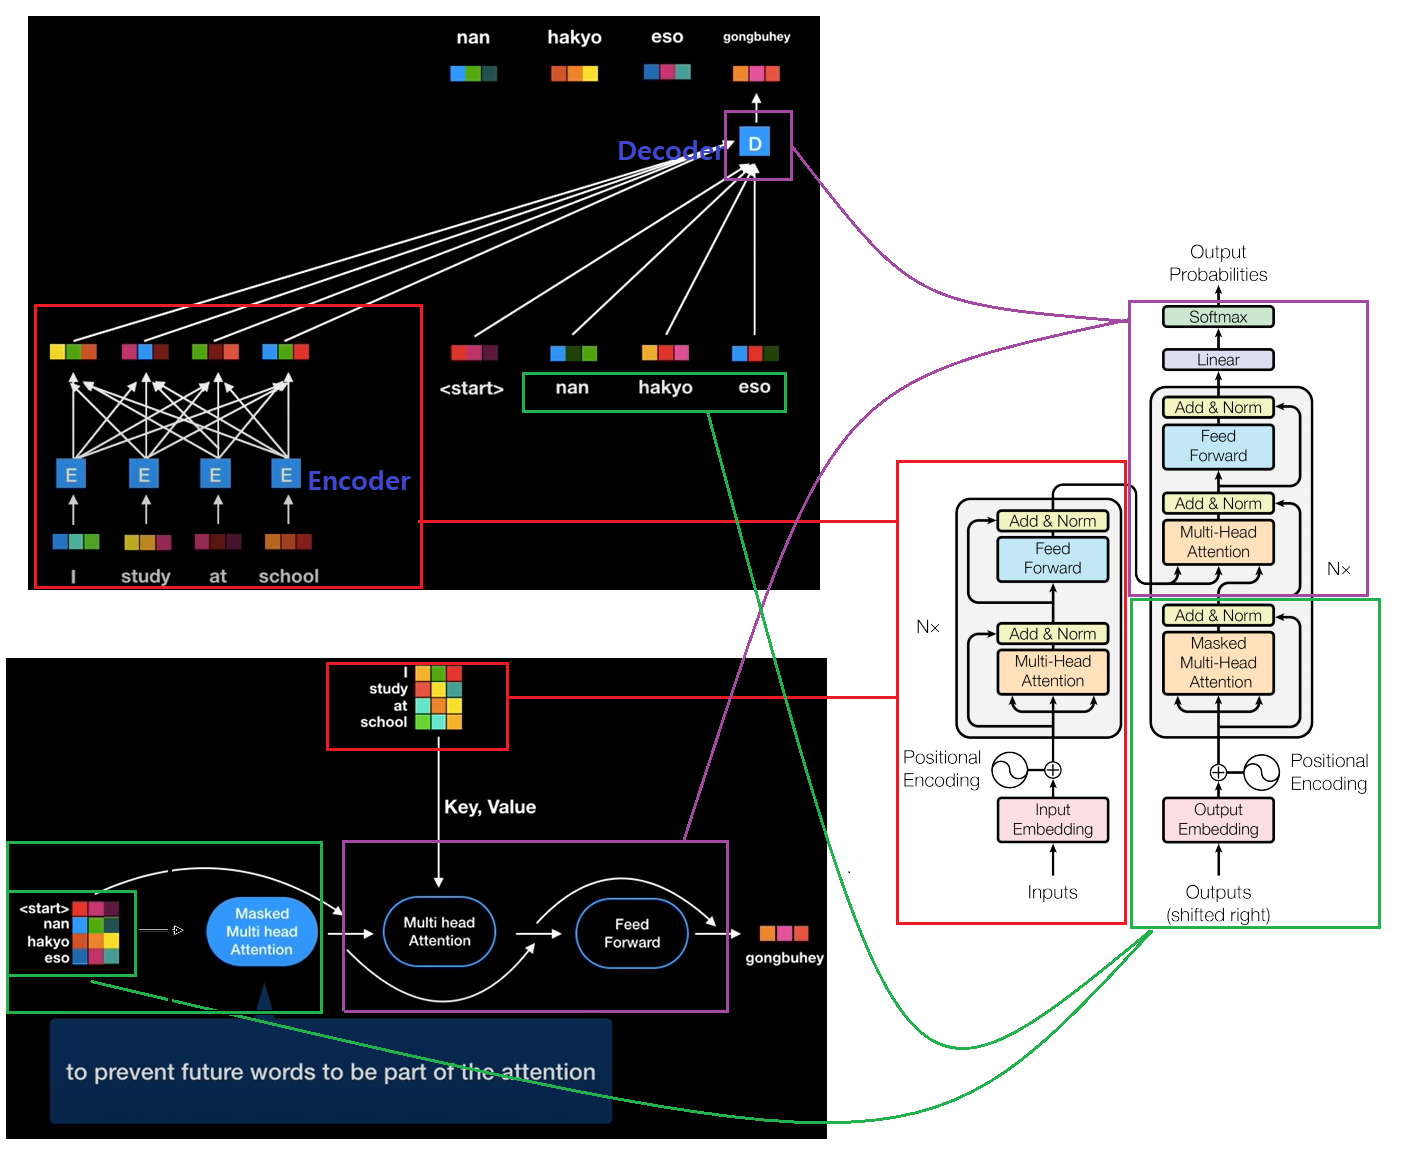 nan hakyo eso gongbuhey
Decoder
D
<start> nan hakyo eso
E E E E Encoder
I study at school
I
study
at
school
Key, Value
<start>
nan
hakyo
eso
Masked
Multi head
Attention
Multi head
Attention
Feed
Forward
gongbuhey
to prevent future words to be part of the attention
Output
Probabilities
Softmax
Linear
Add & Norm
Feed
Forward
Add & Norm
Multi-Head
Attention
N×
Add & Norm
Masked
Multi-Head
Attention
Positional
Encoding
Output
Embedding
Outputs
(shifted right)
Add & Norm
Feed
Forward
N×
Add & Norm
Multi-Head
Attention
Positional
Encoding
Input
Embedding
Inputs